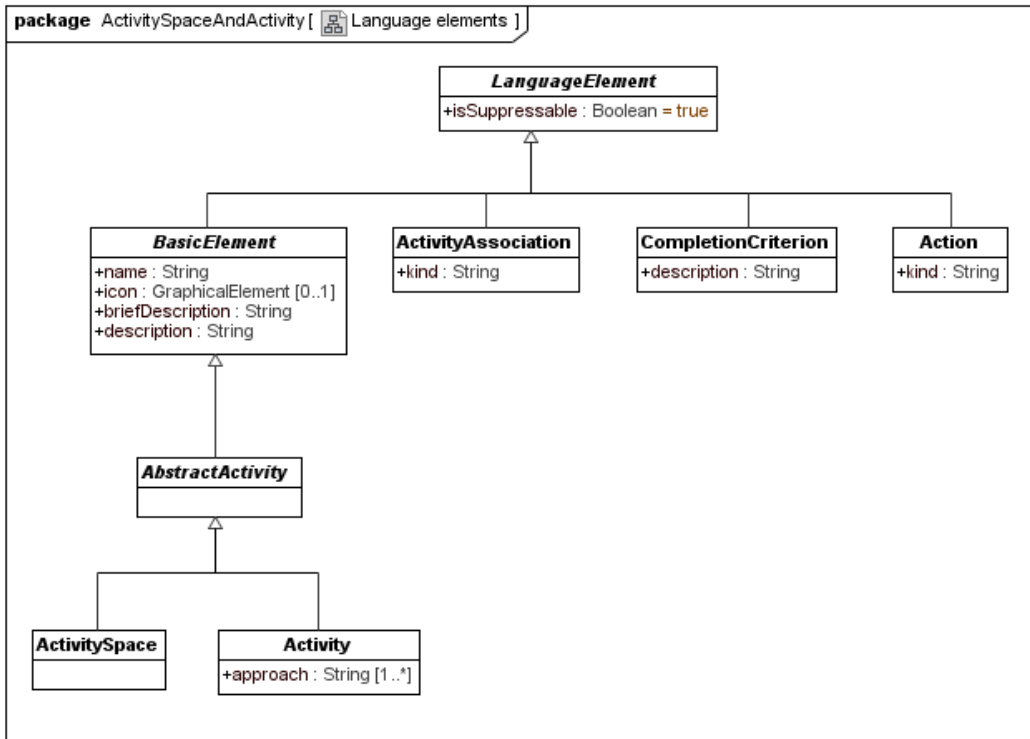 package ActivitySpaceAndActivity [ Language elements ]
LanguageElement
+isSuppressable : Boolean = true
BasicElement
+name : String
+icon : GraphicalElement [0..1]
+briefDescription : String
+description : String
ActivityAssociation
+kind : String
CompletionCriterion
+description : String
Action
+kind : String
AbstractActivity
ActivitySpace
Activity
+approach : String [1..*]